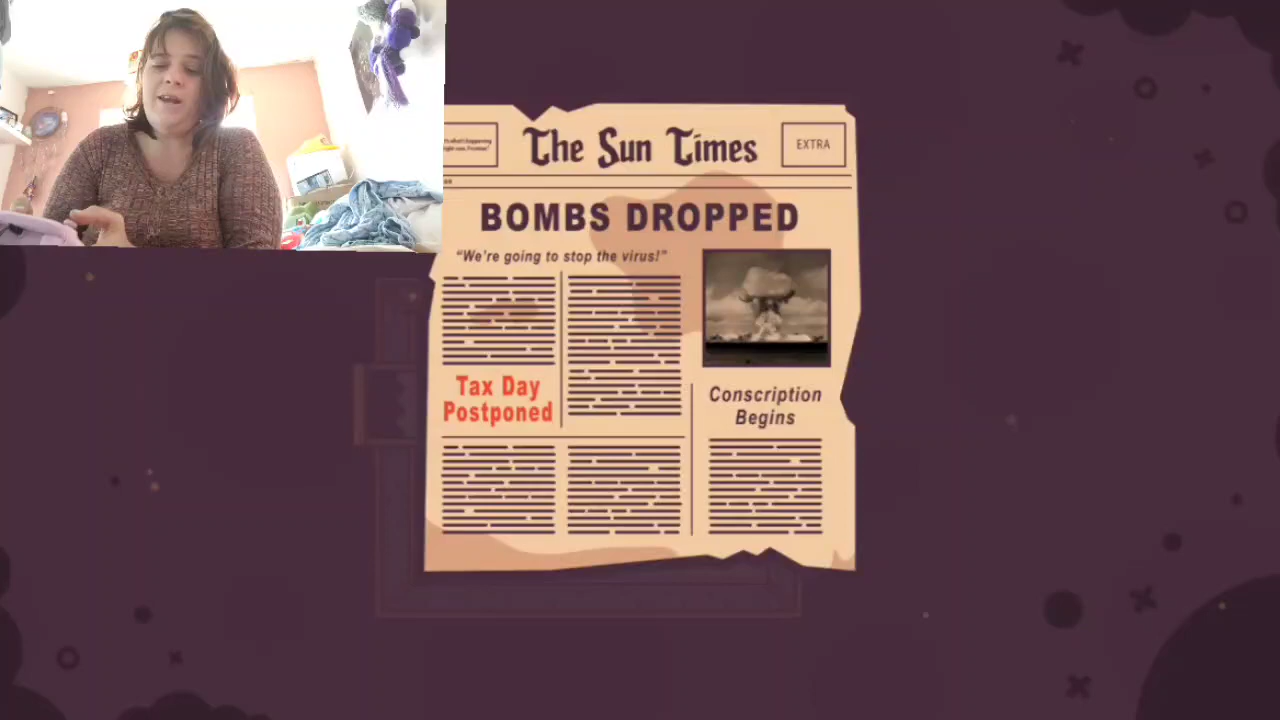 The Sun Times
EXTRA
BOMBS DROPPED
"We're going to stop the virus!"
Tax Day
Postponed
Conscription
Begins